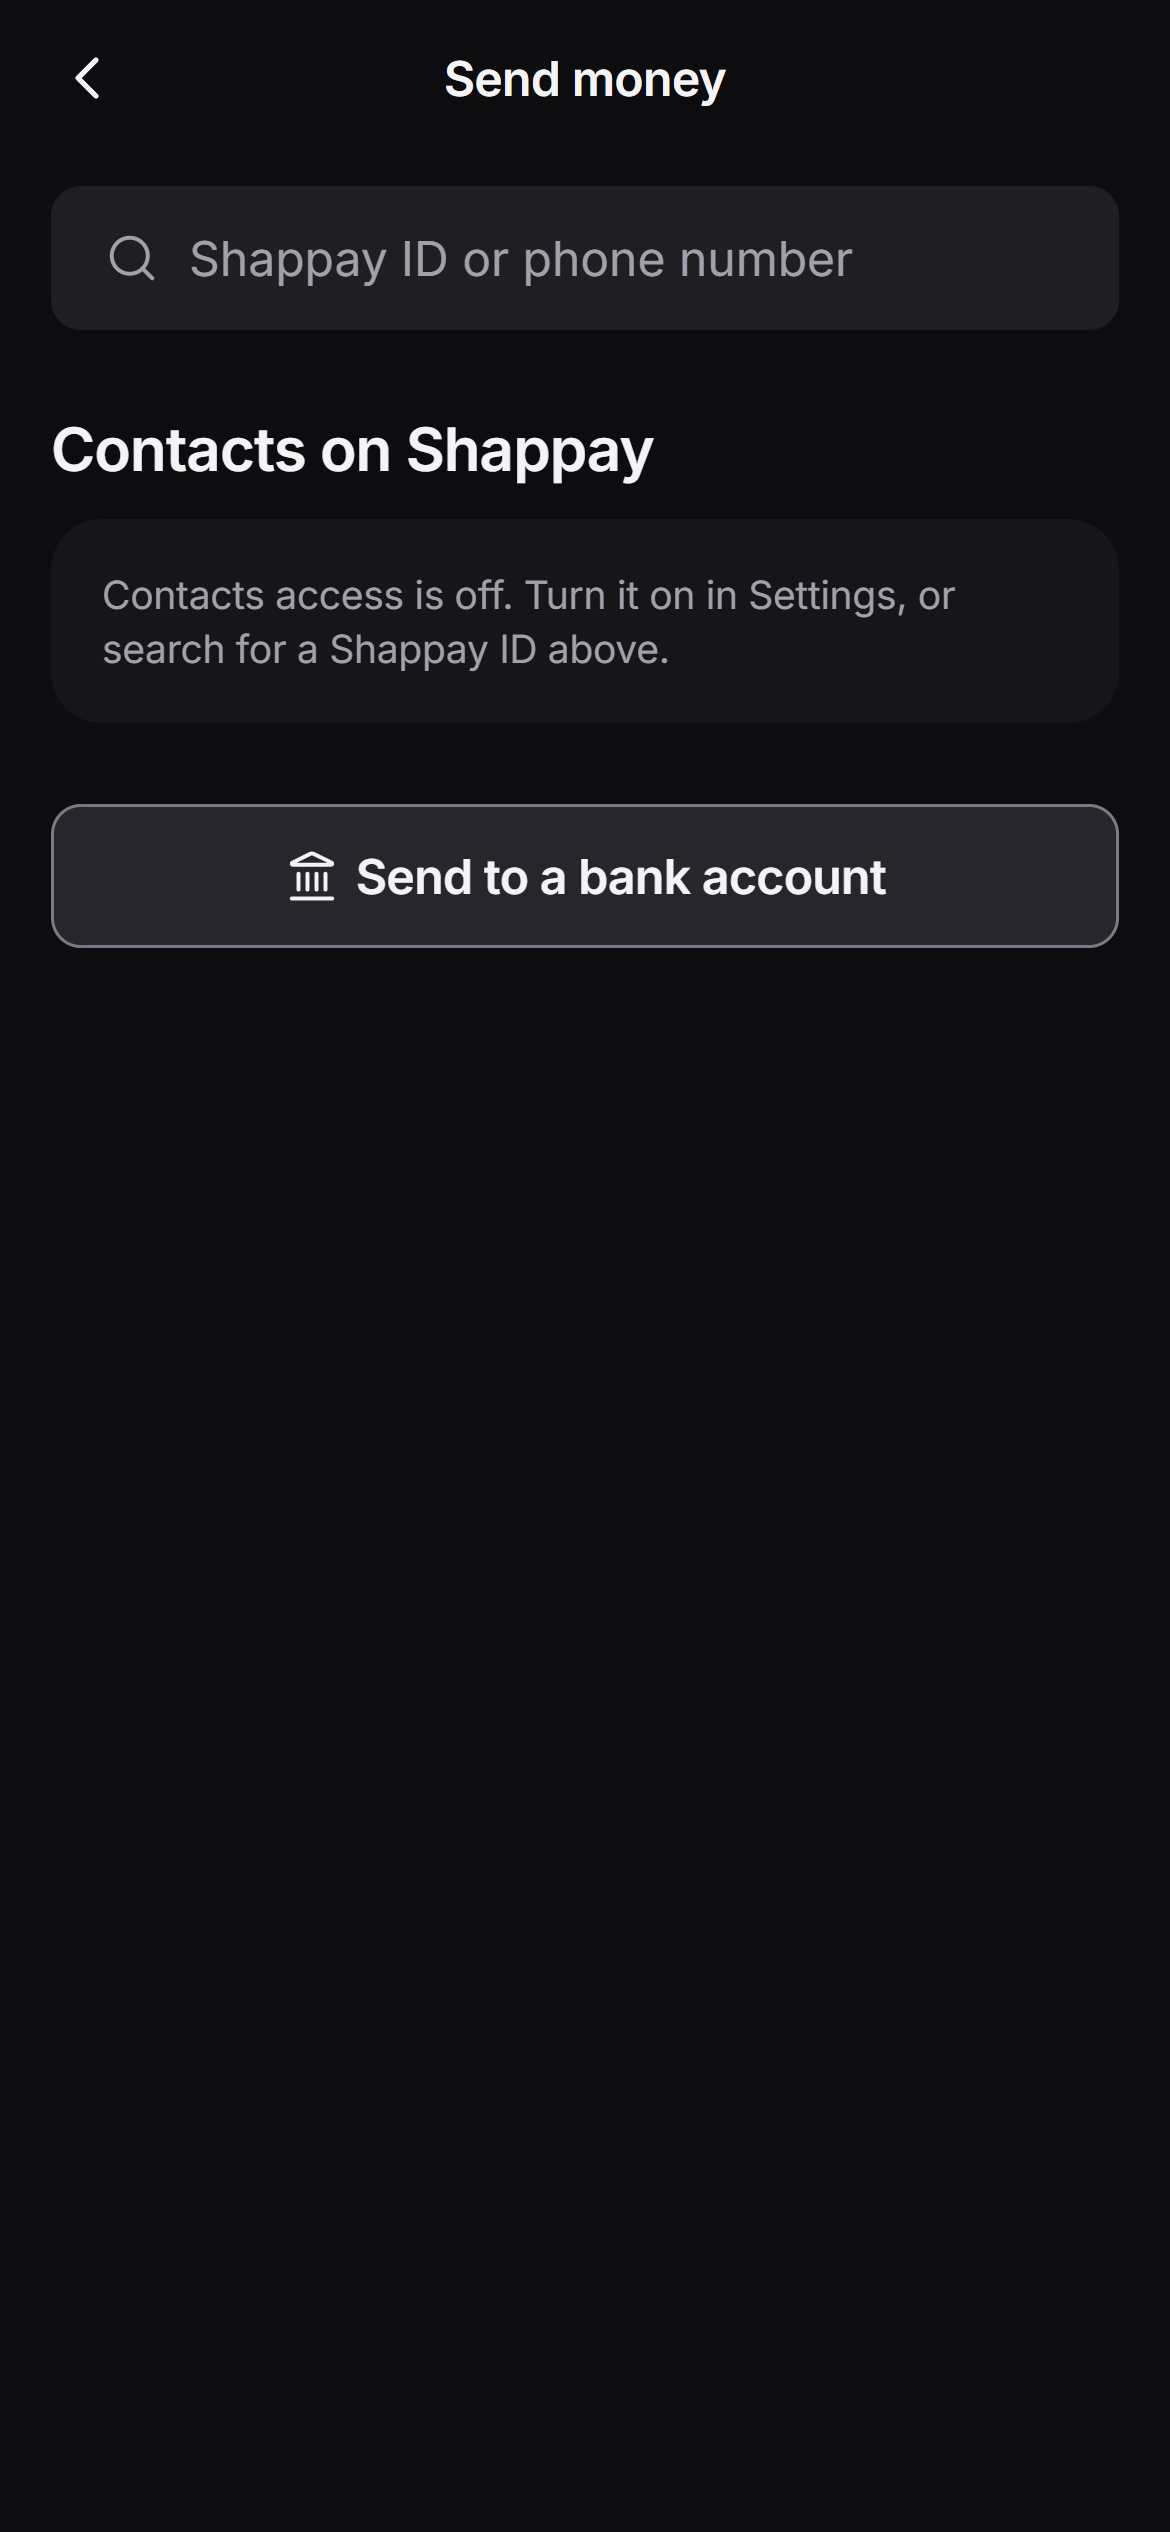 Send money
Shappay ID or phone number
Contacts on Shappay
Contacts access is off. Turn it on in Settings, or
search for a Shappay ID above.
Send to a bank account